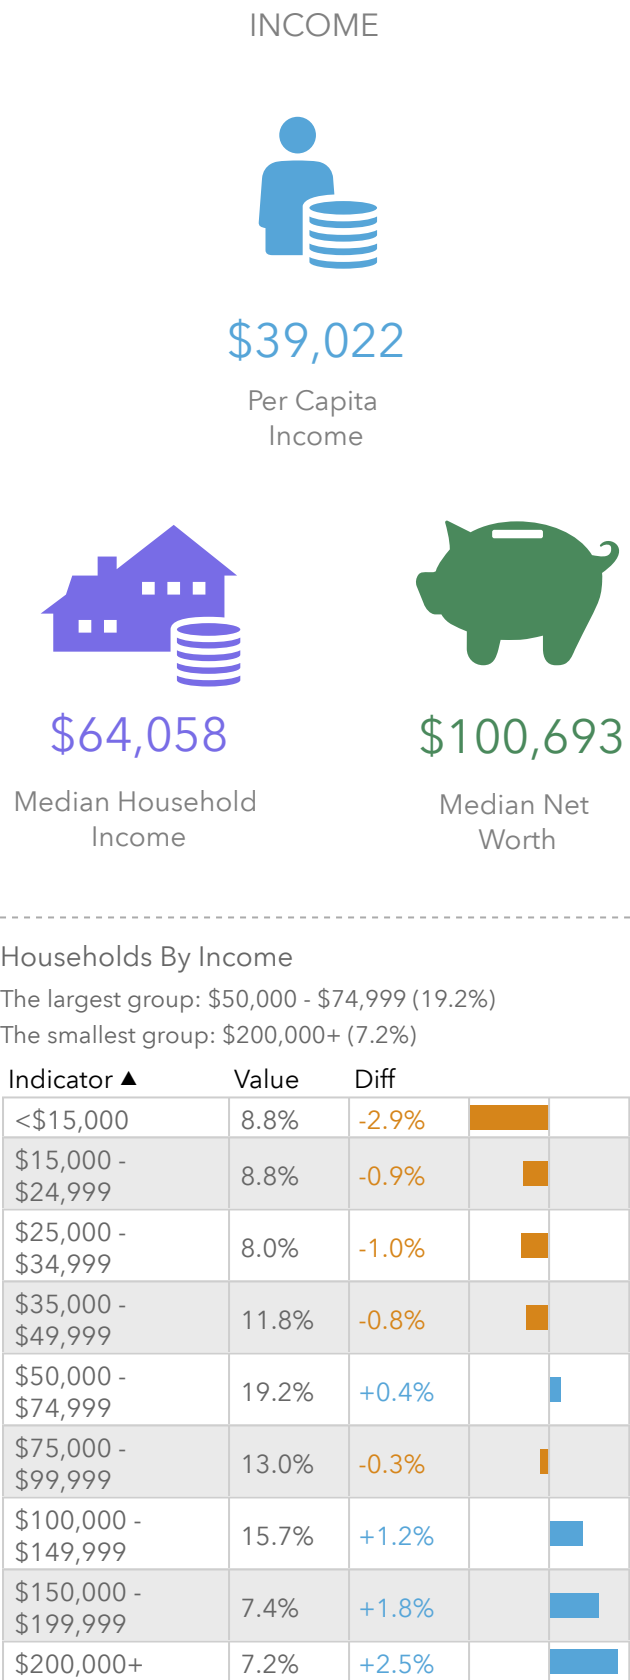 INCOME
$39,022
Per Capita
Income
$64,058
Median Household
Income
$100,693
Median Net
Worth
Households By Income
The largest group: $50,000 - $74,999 (19.2%)
The smallest group: $200,000+ (7.2%)
Indicator ▲ Value Diff
<$15,000 8.8% -2.9%
$15,000 -
$24,999 8.8% -0.9%
$25,000 -
$34,999 8.0% -1.0%
$35,000 -
$49,999 11.8% -0.8%
$50,000 -
$74,999 19.2% +0.4%
$75,000 -
$99,999 13.0% -0.3%
$100,000 -
$149,999 15.7% +1.2%
$150,000 -
$199,999 7.4% +1.8%
$200,000+ 7.2% +2.5%